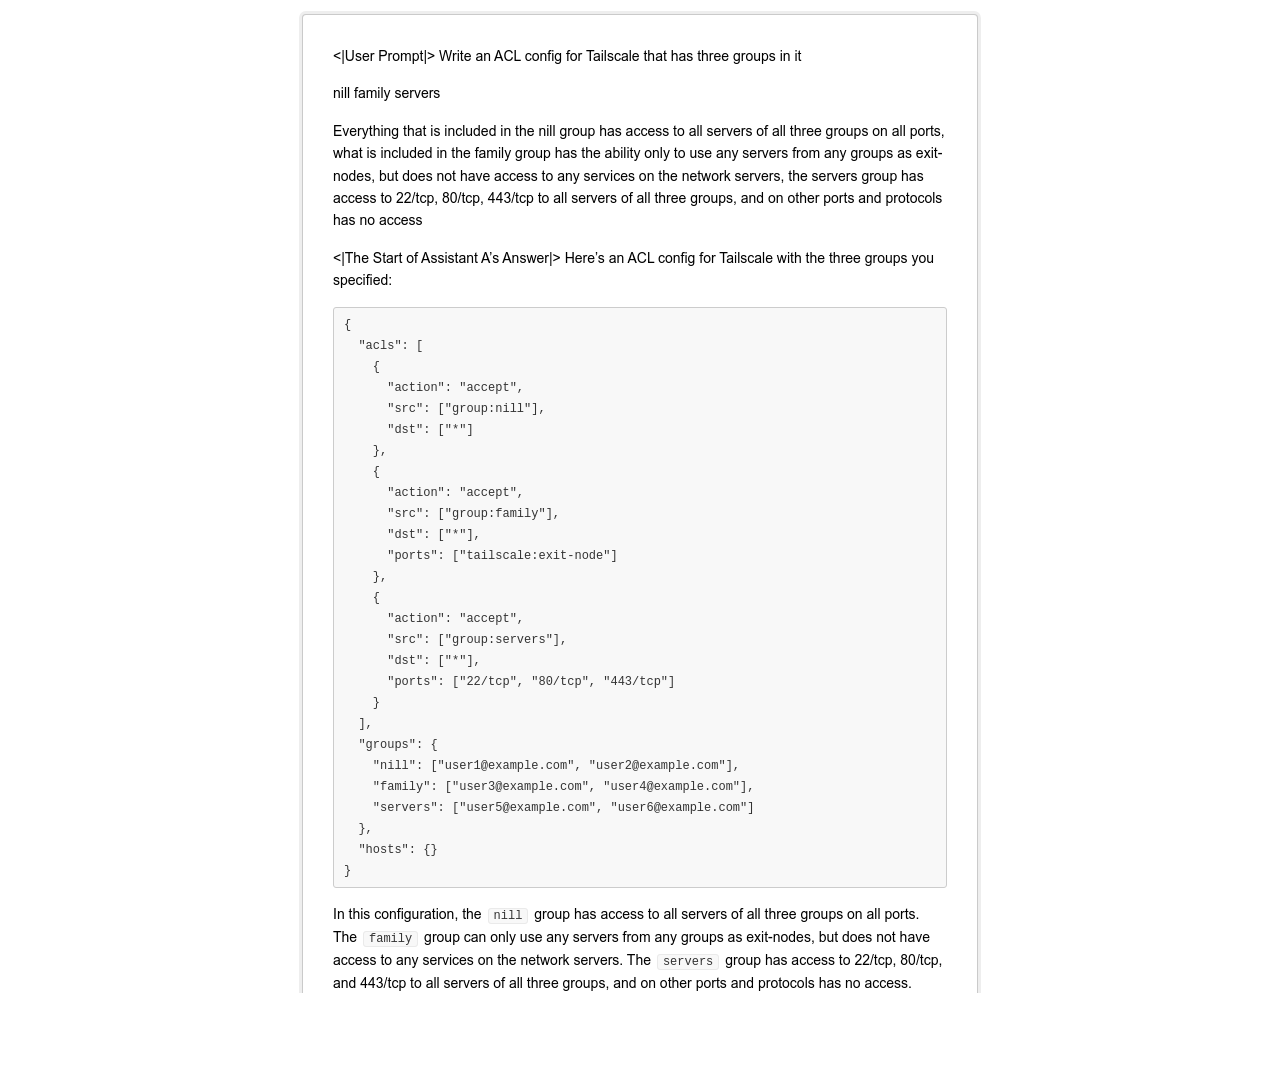 <|User Prompt|> Write an ACL config for Tailscale that has three groups in it
nill family servers
Everything that is included in the nill group has access to all servers of all three groups on all ports,
what is included in the family group has the ability only to use any servers from any groups as exit-
nodes, but does not have access to any services on the network servers, the servers group has
access to 22/tcp, 80/tcp, 443/tcp to all servers of all three groups, and on other ports and protocols
has no access
<|The Start of Assistant A’s Answer|> Here’s an ACL config for Tailscale with the three groups you
specified:
{
  "acls": [
    {
      "action": "accept",
      "src": ["group:nill"],
      "dst": ["*"]
    },
    {
      "action": "accept",
      "src": ["group:family"],
      "dst": ["*"],
      "ports": ["tailscale:exit-node"]
    },
    {
      "action": "accept",
      "src": ["group:servers"],
      "dst": ["*"],
      "ports": ["22/tcp", "80/tcp", "443/tcp"]
    }
  ],
  "groups": {
    "nill": ["user1@example.com", "user2@example.com"],
    "family": ["user3@example.com", "user4@example.com"],
    "servers": ["user5@example.com", "user6@example.com"]
  },
  "hosts": {}
}
In this configuration, the nill group has access to all servers of all three groups on all ports.
The family group can only use any servers from any groups as exit-nodes, but does not have
access to any services on the network servers. The servers group has access to 22/tcp, 80/tcp,
and 443/tcp to all servers of all three groups, and on other ports and protocols has no access.